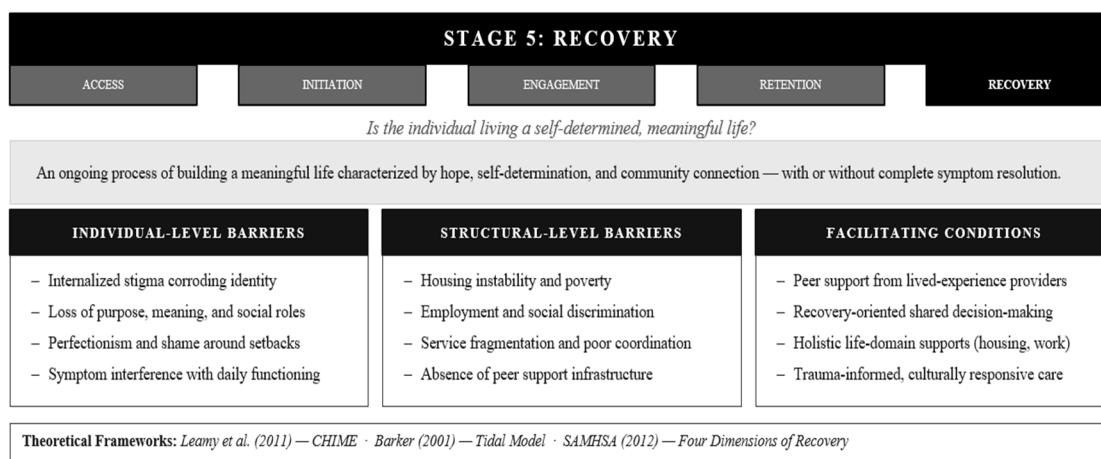 STAGE 5: RECOVERY
ACCESS
INITIATION
ENGAGEMENT
RETENTION
RECOVERY
Is the individual living a self-determined, meaningful life?
An ongoing process of building a meaningful life characterized by hope, self-determination, and community connection — with or without complete symptom resolution.
INDIVIDUAL-LEVEL BARRIERS
– Internalized stigma corroding identity
– Loss of purpose, meaning, and social roles
– Perfectionism and shame around setbacks
– Symptom interference with daily functioning
STRUCTURAL-LEVEL BARRIERS
– Housing instability and poverty
– Employment and social discrimination
– Service fragmentation and poor coordination
– Absence of peer support infrastructure
FACILITATING CONDITIONS
– Peer support from lived-experience providers
– Recovery-oriented shared decision-making
– Holistic life-domain supports (housing, work)
– Trauma-informed, culturally responsive care
Theoretical Frameworks: Leamy et al. (2011) — CHIME · Barker (2001) — Tidal Model · SAMHSA (2012) — Four Dimensions of Recovery